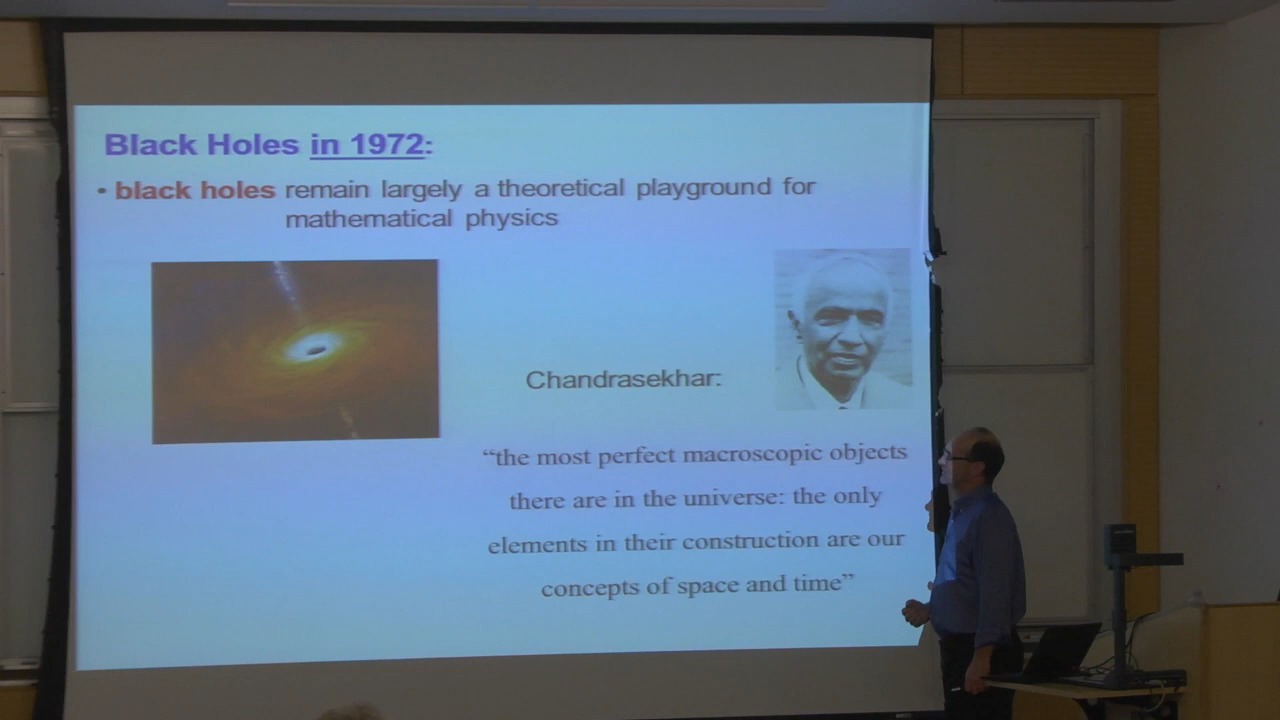 Black Holes in 1972:
• black holes remain largely a theoretical playground for
mathematical physics
Chandrasekhar:
“the most perfect macroscopic objects
there are in the universe: the only
elements in their construction are our
concepts of space and time”